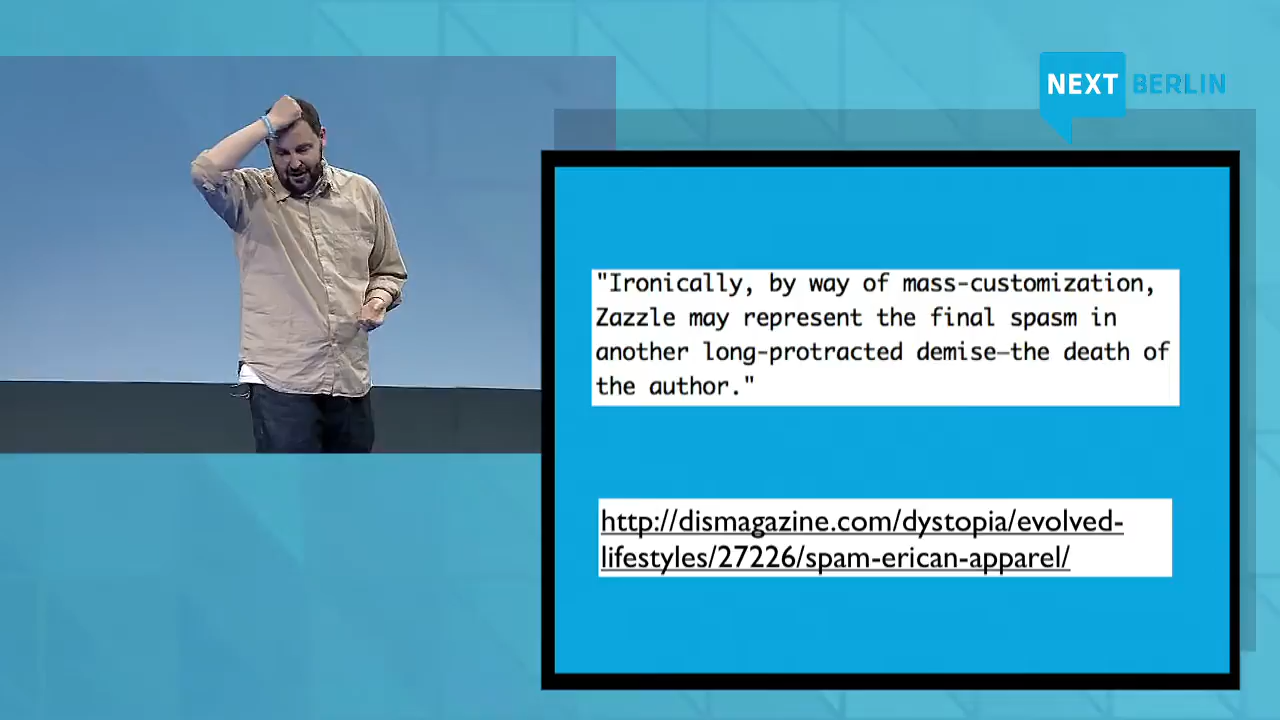 NEXT BERLIN
"Ironically, by way of mass-customization,
Zazzle may represent the final spasm in
another long-protracted demise—the death of
the author."
http://dismagazine.com/dystopia/evolved-
lifestyles/27226/spam-erican-apparel/